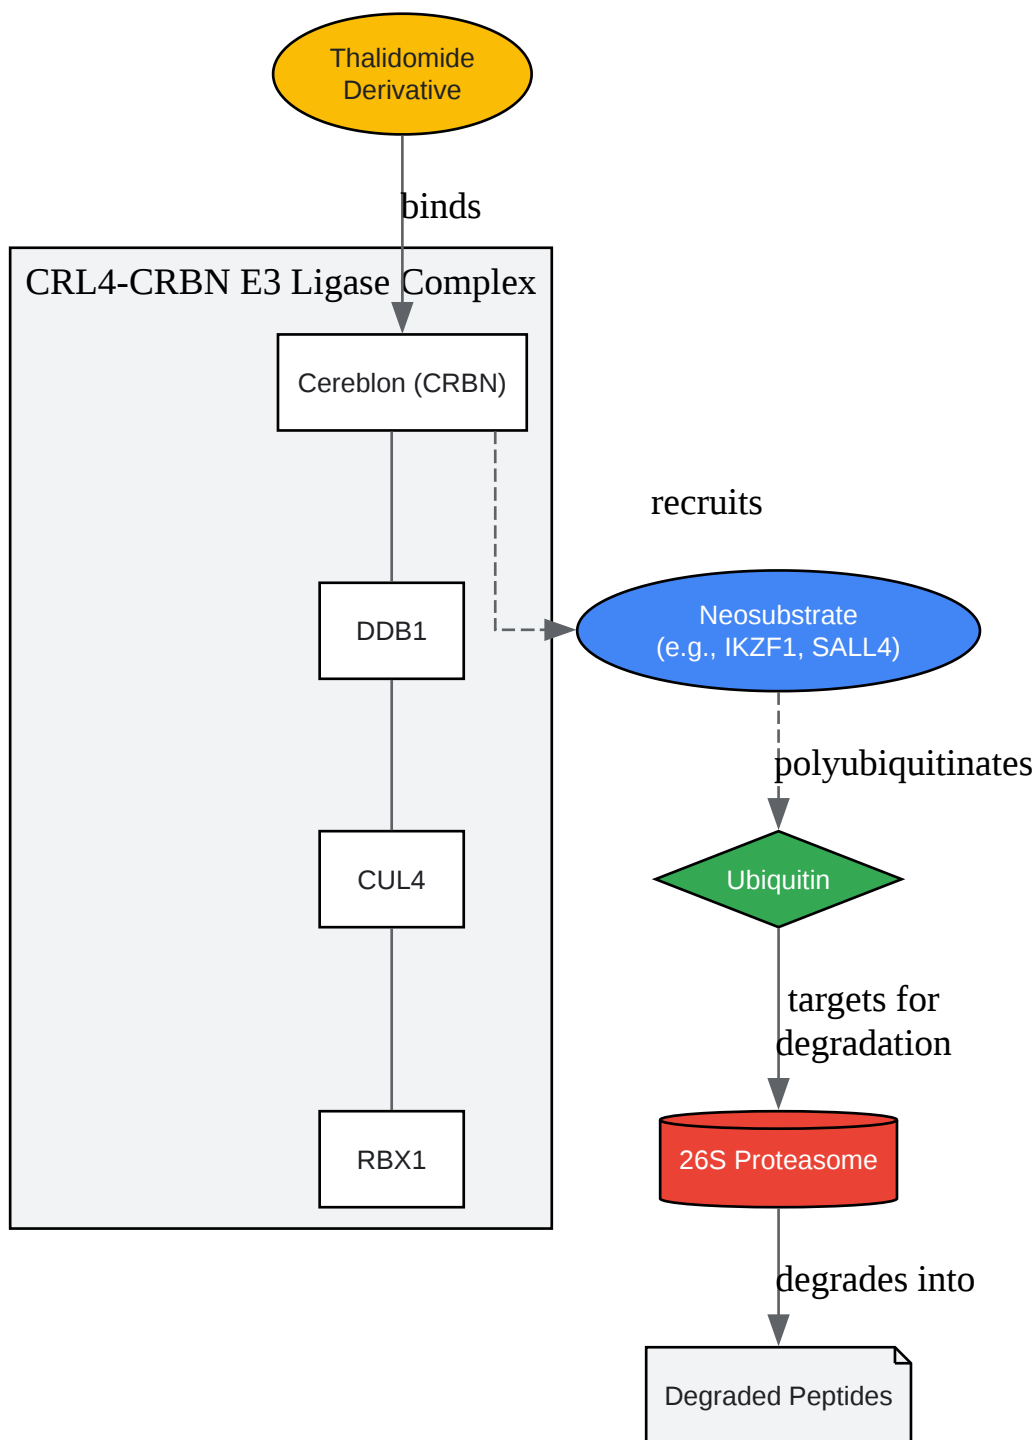 Thalidomide
Derivative
binds
CRL4-CRBN E3 Ligase Complex
Cereblon (CRBN)
recruits
Neosubstrate
(e.g., IKZF1, SALL4)
DDB1
polyubiquitinates
CUL4
Ubiquitin
targets for
degradation
RBX1
26S Proteasome
degrades into
Degraded Peptides